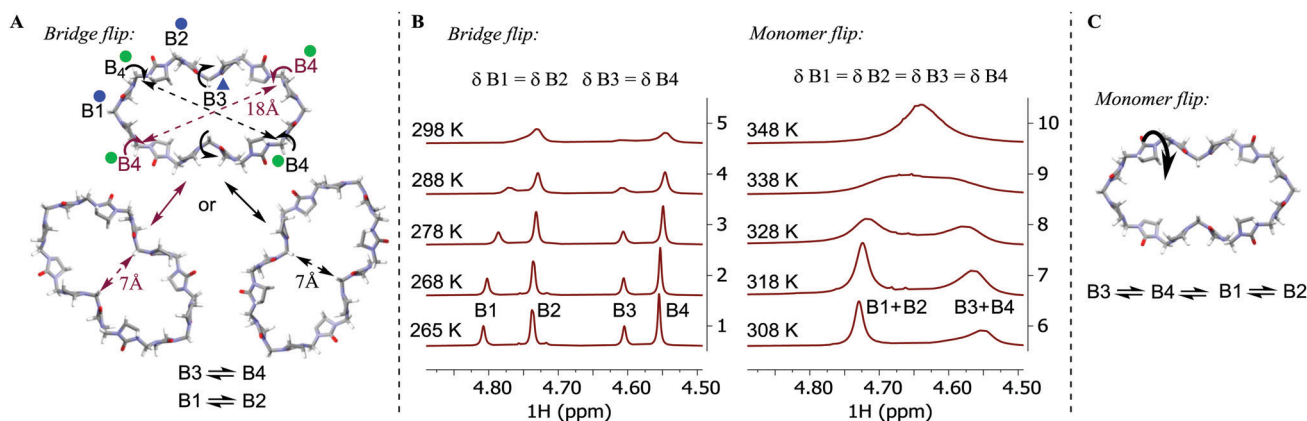 A
Bridge flip:
B2
B4
B4
B3
B1
18Å
B4
B4
or
7Å
7Å
B3 ⇌ B4
B1 ⇌ B2
B
Bridge flip:
δ B1 = δ B2 δ B3 = δ B4
298 K
5
288 K
4
278 K
3
268 K
2
B1
B2
B3
B4
265 K
1
4.80
4.70
4.60
4.50
1H (ppm)
Monomer flip:
δ B1 = δ B2 = δ B3 = δ B4
348 K
10
338 K
9
328 K
8
318 K
7
B1+B2
B3+B4
308 K
6
4.80
4.70
4.60
4.50
1H (ppm)
C
Monomer flip:
B3 ⇌ B4 ⇌ B1 ⇌ B2